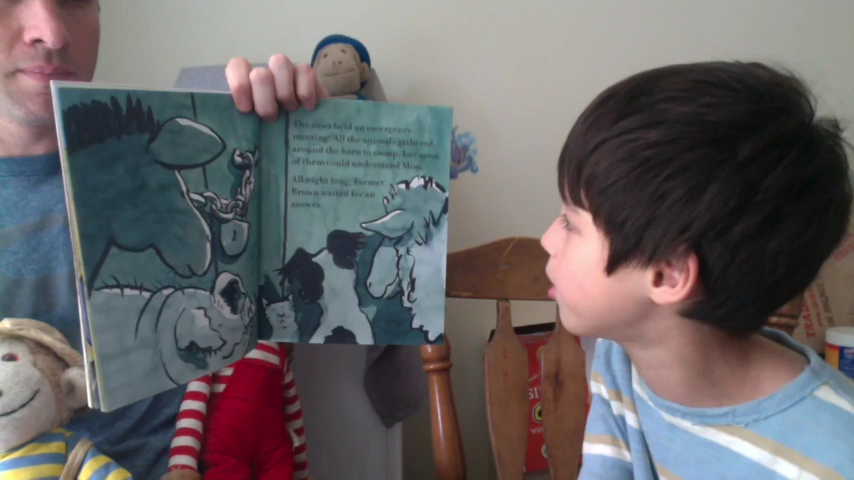 The cows held an emergency
meeting. All the animals gathered
around the barn to snoop, but none
of them could understand Moo.
All night long, Farmer
Brown waited for an
answer.